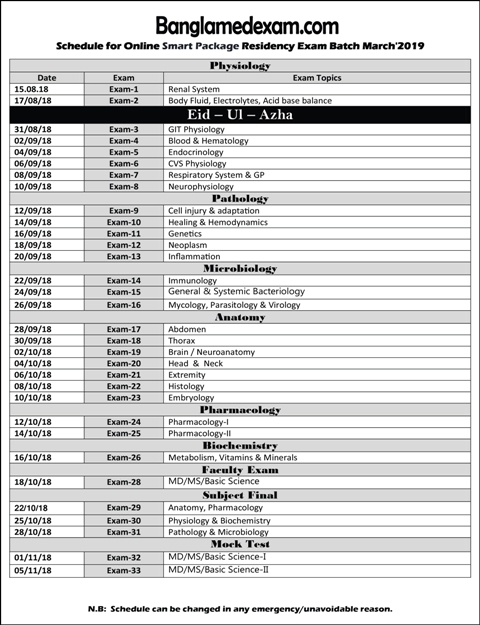 Banglamedexam.com
Schedule for Online Smart Package Residency Exam Batch March'2019
Physiology
Date Exam Exam Topics
15.08.18 Exam-1 Renal System
17/08/18 Exam-2 Body Fluid, Electrolytes, Acid base balance
Eid – Ul – Azha
31/08/18 Exam-3 GIT Physiology
02/09/18 Exam-4 Blood & Hematology
04/09/18 Exam-5 Endocrinology
06/09/18 Exam-6 CVS Physiology
08/09/18 Exam-7 Respiratory System & GP
10/09/18 Exam-8 Neurophysiology
Pathology
12/09/18 Exam-9 Cell injury & adaptation
14/09/18 Exam-10 Healing & Hemodynamics
16/09/18 Exam-11 Genetics
18/09/18 Exam-12 Neoplasm
20/09/18 Exam-13 Inflammation
Microbiology
22/09/18 Exam-14 Immunology
24/09/18 Exam-15 General & Systemic Bacteriology
26/09/18 Exam-16 Mycology, Parasitology & Virology
Anatomy
28/09/18 Exam-17 Abdomen
30/09/18 Exam-18 Thorax
02/10/18 Exam-19 Brain / Neuroanatomy
04/10/18 Exam-20 Head & Neck
06/10/18 Exam-21 Extremity
08/10/18 Exam-22 Histology
10/10/18 Exam-23 Embryology
Pharmacology
12/10/18 Exam-24 Pharmacology-I
14/10/18 Exam-25 Pharmacology-II
Biochemistry
16/10/18 Exam-26 Metabolism, Vitamins & Minerals
Faculty Exam
18/10/18 Exam-28 MD/MS/Basic Science
Subject Final
22/10/18 Exam-29 Anatomy, Pharmacology
25/10/18 Exam-30 Physiology & Biochemistry
28/10/18 Exam-31 Pathology & Microbiology
Mock Test
01/11/18 Exam-32 MD/MS/Basic Science-I
05/11/18 Exam-33 MD/MS/Basic Science-II
N.B: Schedule can be changed in any emergency/unavoidable reason.